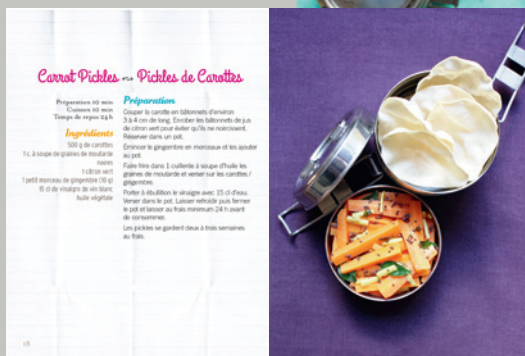 Carrot Pickles Pickles de Carottes
Préparation 10 min
Cuisson 10 min
Temps de repos 24 h
Ingrédients
500 g de carottes
1 c. à soupe de graines de moutarde
noires
1 citron vert
1 petit morceau de gingembre (10 g)
15 cl de vinaigre de vin blanc
huile végétale
Préparation
Couper la carotte en bâtonnets d'environ
3 à 4 cm de long. Enrober les bâtonnets de jus
de citron vert pour éviter qu'ils ne noircissent.
Réserver dans un pot.
Émincer le gingembre en morceaux et les ajouter
au pot.
Faire frire dans 1 cuillerée à soupe d'huile les
graines de moutarde et verser sur les carottes /
gingembre.
Porter à ébullition le vinaigre avec 15 cl d'eau.
Verser dans le pot. Laisser refroidir puis fermer
le pot et laisser au frais minimum 24 h avant
de consommer.
Les pickles se gardent deux à trois semaines
au frais.
18